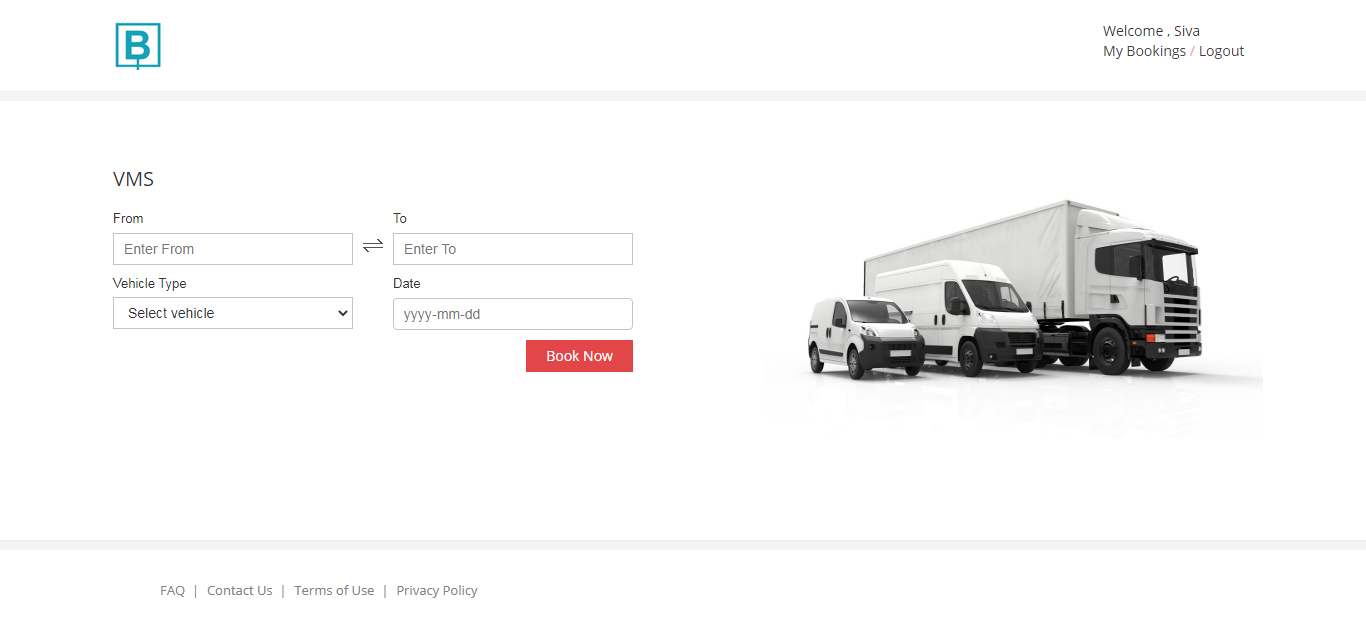 B
Welcome , Siva
My Bookings / Logout
VMS
From
To
Enter From
Enter To
Vehicle Type
Date
Select vehicle
yyyy-mm-dd
Book Now
FAQ | Contact Us | Terms of Use | Privacy Policy